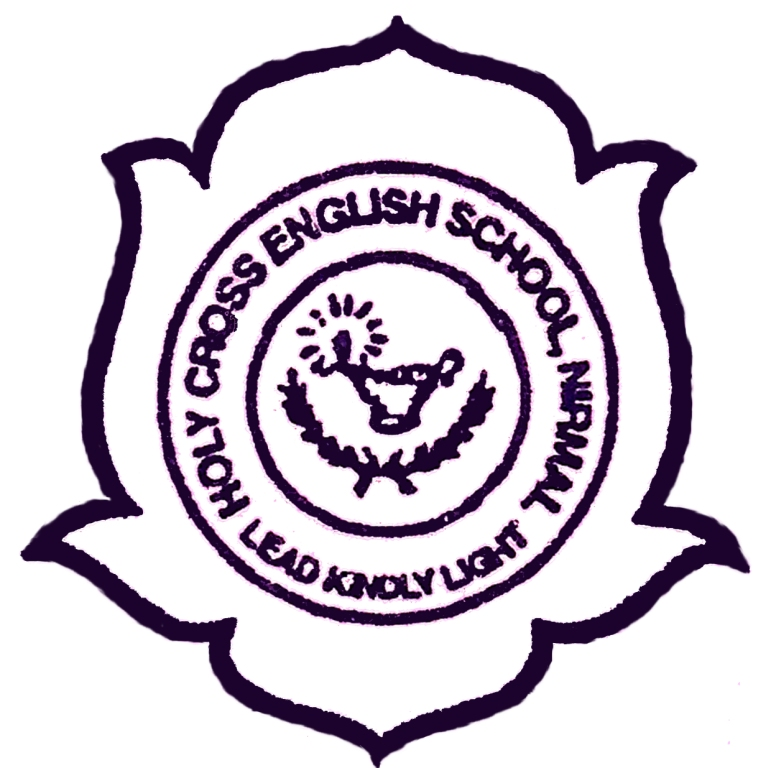 HOLY CROSS ENGLISH SCHOOL, NIRMAL
LEAD KINDLY LIGHT